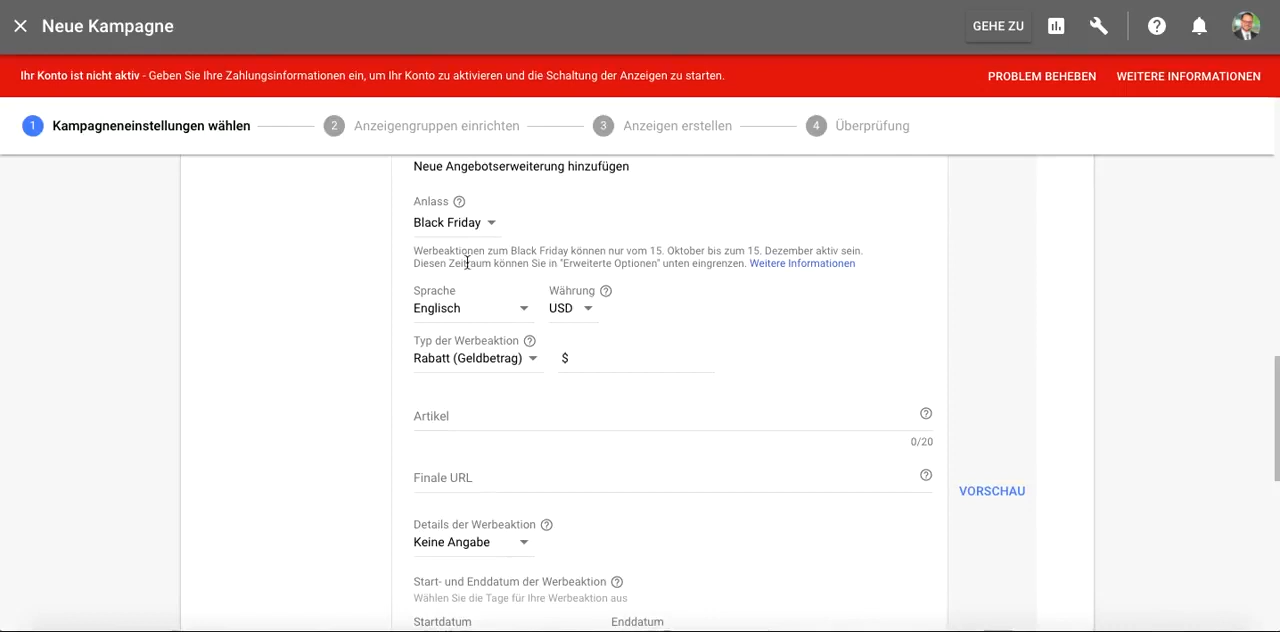 Neue Kampagne
GEHE ZU
Ihr Konto ist nicht aktiv - Geben Sie Ihre Zahlungsinformationen ein, um Ihr Konto zu aktivieren und die Schaltung der Anzeigen zu starten.
PROBLEM BEHEBEN
WEITERE INFORMATIONEN
1 Kampagneneinstellungen wählen
2 Anzeigengruppen einrichten
3 Anzeigen erstellen
4 Überprüfung
Neue Angebotserweiterung hinzufügen
Anlass
Black Friday
Werbeaktionen zum Black Friday können nur vom 15. Oktober bis zum 15. Dezember aktiv sein.
Diesen Zeitraum können Sie in "Erweiterte Optionen" unten eingrenzen. Weitere Informationen
Sprache
Währung
Englisch
USD
Typ der Werbeaktion
Rabatt (Geldbetrag)
$
Artikel
0/20
Finale URL
VORSCHAU
Details der Werbeaktion
Keine Angabe
Start- und Enddatum der Werbeaktion
Wählen Sie die Tage für Ihre Werbeaktion aus
Startdatum
Enddatum